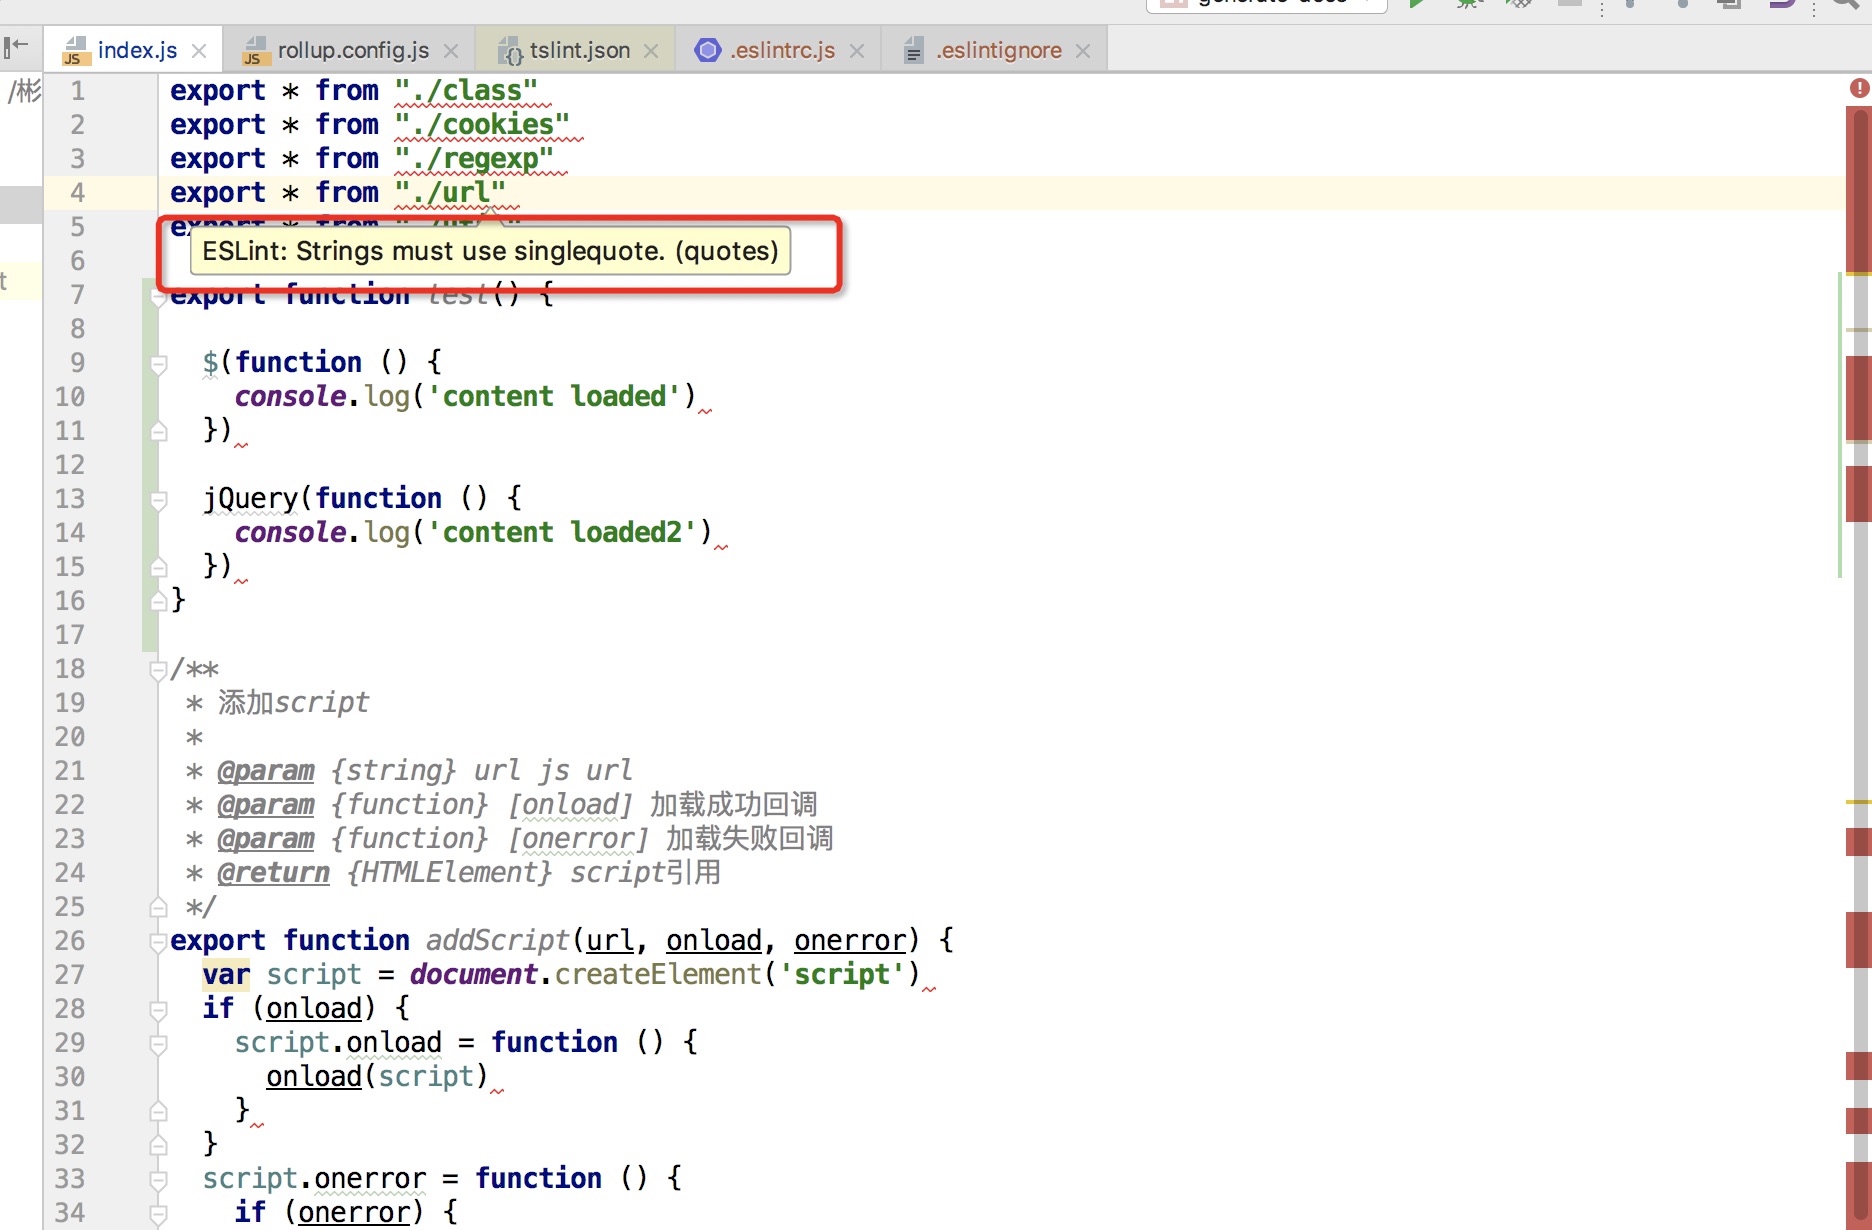 index.js
rollup.config.js
tslint.json
.eslintrc.js
.eslintignore
/彬
1 export * from "./class"
2 export * from "./cookies"
3 export * from "./regexp"
4 export * from "./url"
5
ESLint: Strings must use singlequote. (quotes)
6
7 export function test() {
8
9 $(function () {
10 console.log('content loaded')
11 })
12
13 jQuery(function () {
14 console.log('content loaded2')
15 })
16 }
17
18 /**
19 * 添加script
20 *
21 * @param {string} url js url
22 * @param {function} [onload] 加载成功回调
23 * @param {function} [onerror] 加载失败回调
24 * @return {HTMLElement} script引用
25 */
26 export function addScript(url, onload, onerror) {
27 var script = document.createElement('script')
28 if (onload) {
29 script.onload = function () {
30 onload(script)
31 }
32 }
33 script.onerror = function () {
34 if (onerror) {